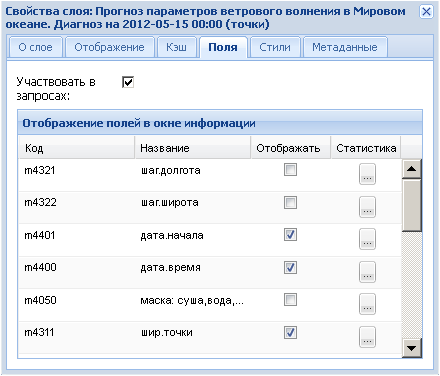 Свойства слоя: Прогноз параметров ветрового волнения в Мировом
океане. Диагноз на 2012-05-15 00:00 (точки)
О слое Отображение Кэш Поля Стили Метаданные
Участвовать в
запросах:
Отображение полей в окне информации
Код Название Отображать Статистика
m4321 шаг.долгота ...
m4322 шаг.широта ...
m4401 дата.начала ...
m4400 дата.время ...
m4050 маска: суша,вода,... ...
m4311 шир.точки ...